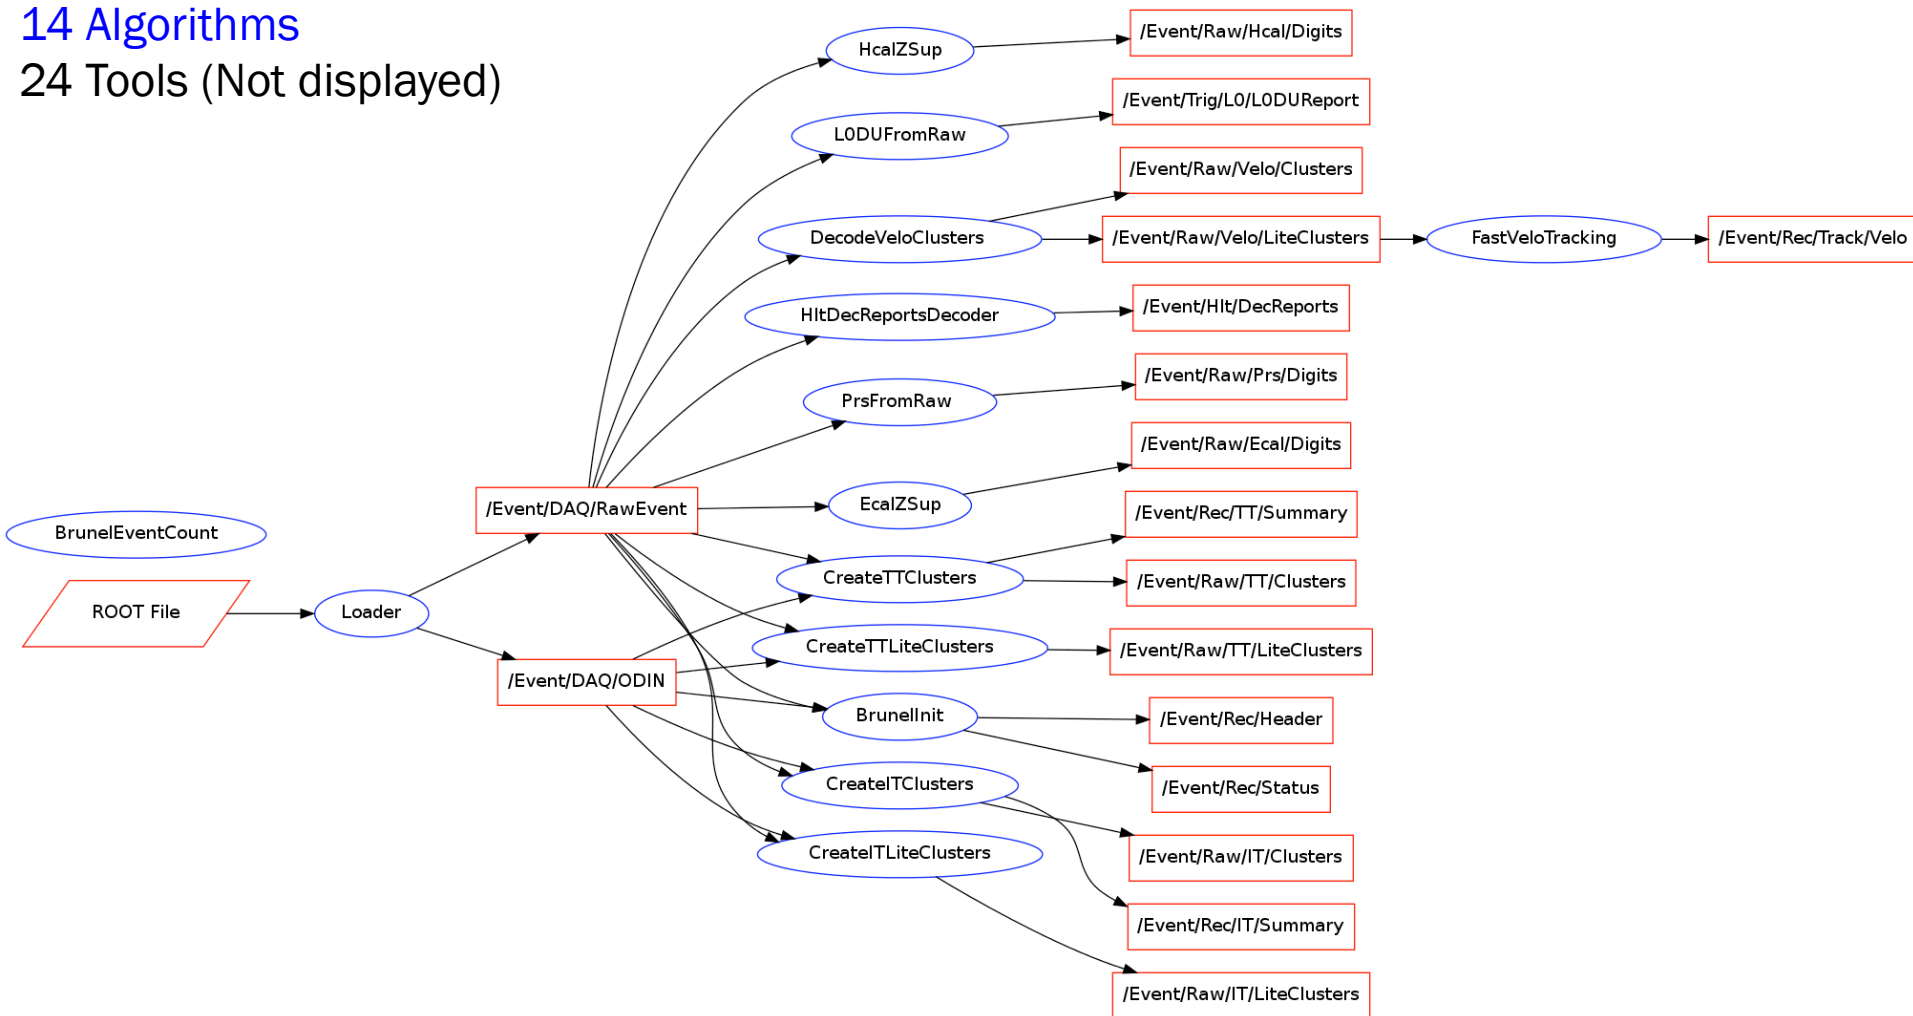 14 Algorithms
24 Tools (Not displayed)
HcalZSup
/Event/Raw/Hcal/Digits
L0DUFromRaw
/Event/Trig/L0/L0DUReport
/Event/Raw/Velo/Clusters
DecodeVeloClusters
/Event/Raw/Velo/LiteClusters
FastVeloTracking
/Event/Rec/Track/Velo
HltDecReportsDecoder
/Event/Hlt/DecReports
PrsFromRaw
/Event/Raw/Prs/Digits
/Event/Raw/Ecal/Digits
/Event/DAQ/RawEvent
EcalZSup
/Event/Rec/TT/Summary
BrunelEventCount
CreateTTClusters
/Event/Raw/TT/Clusters
ROOT File
Loader
CreateTTLiteClusters
/Event/Raw/TT/LiteClusters
/Event/DAQ/ODIN
BrunelInit
/Event/Rec/Header
CreateITClusters
/Event/Rec/Status
CreateITLiteClusters
/Event/Raw/IT/Clusters
/Event/Rec/IT/Summary
/Event/Raw/IT/LiteClusters